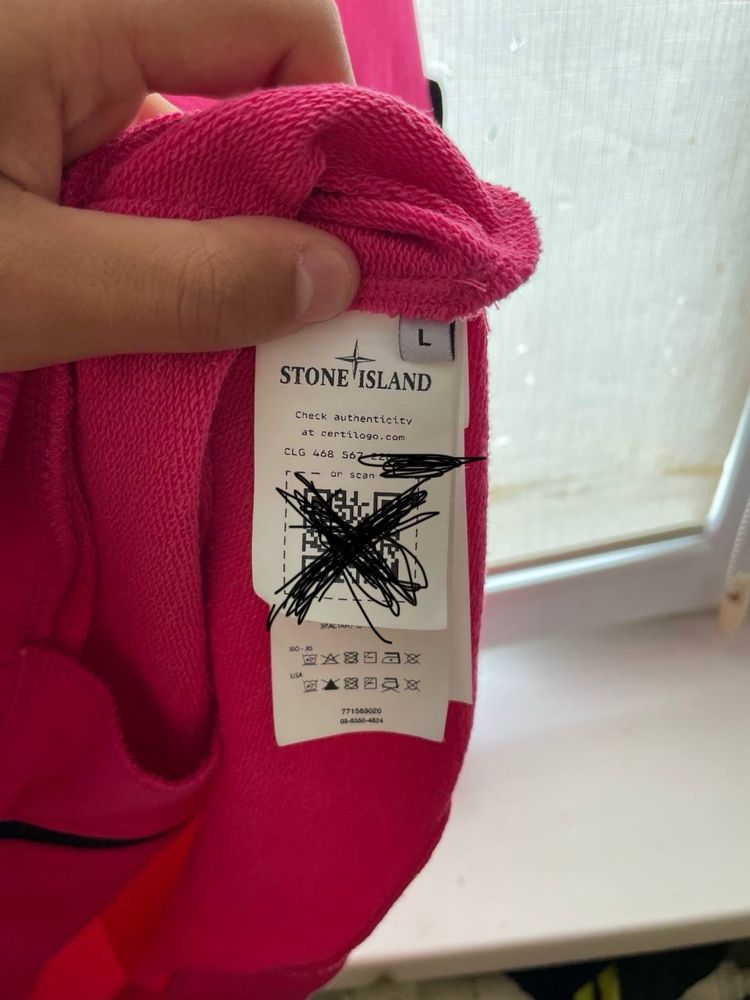 L
STONE ISLAND
Check authenticity
at certilogo.com
CLG 468 567
or scan
ISO - JIS
USA
771563020